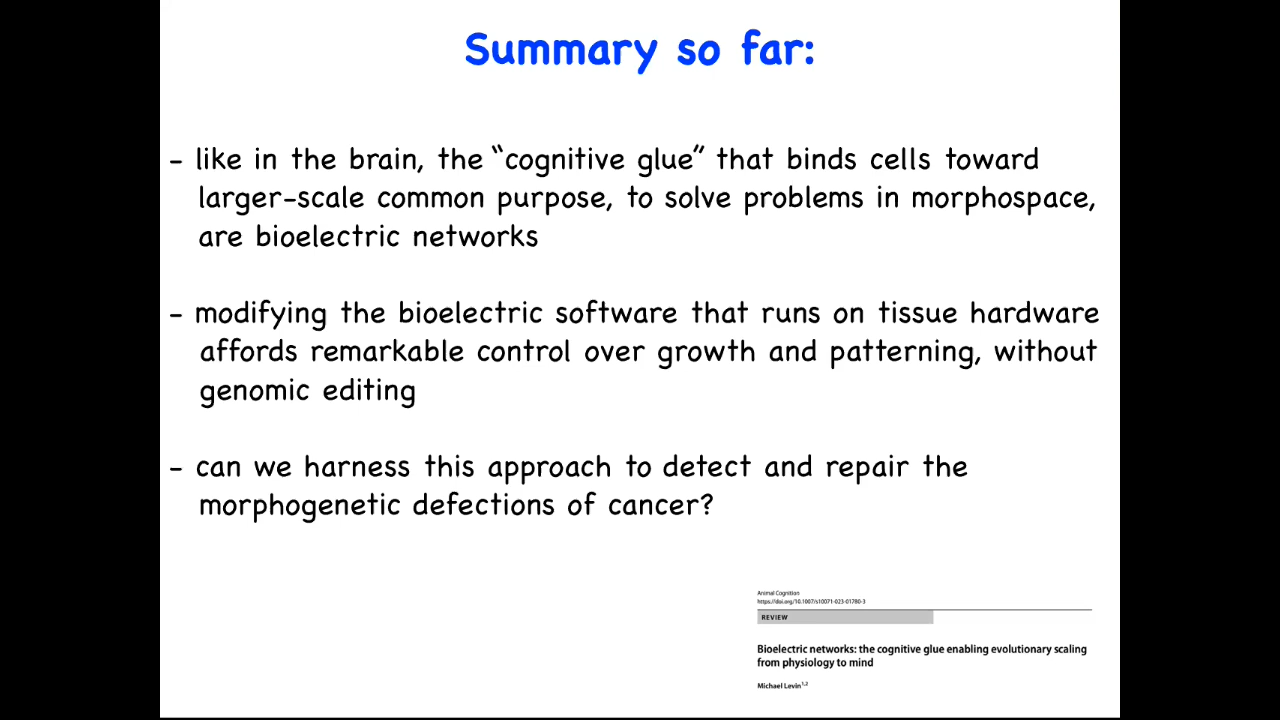 Summary so far:
- like in the brain, the “cognitive glue” that binds cells toward
larger-scale common purpose, to solve problems in morphospace,
are bioelectric networks
- modifying the bioelectric software that runs on tissue hardware
affords remarkable control over growth and patterning, without
genomic editing
- can we harness this approach to detect and repair the
morphogenetic defections of cancer?
Animal Cognition
https://doi.org/10.1007/s10071-023-01780-3
REVIEW
Bioelectric networks: the cognitive glue enabling evolutionary scaling
from physiology to mind
Michael Levin1,2